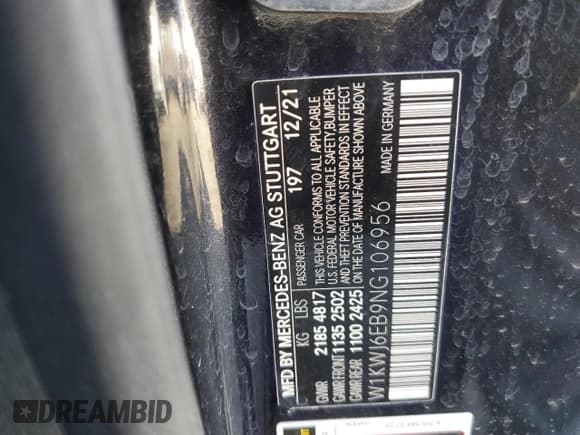 MFD BY MERCEDES-BENZ AG STUTTGART
197 12/21
KG LBS PASSENGER CAR
GVWR 2185 4817 THIS VEHICLE CONFORMS TO ALL APPLICABLE
GAWR FRONT 1135 2502 U.S. FEDERAL MOTOR VEHICLE SAFETY, BUMPER
GAWR REAR 1100 2425 AND THEFT PREVENTION STANDARDS IN EFFECT
ON THE DATE OF MANUFACTURE SHOWN ABOVE
W1KWJ6EB9NG106956 MADE IN GERMANY
DREAMBID